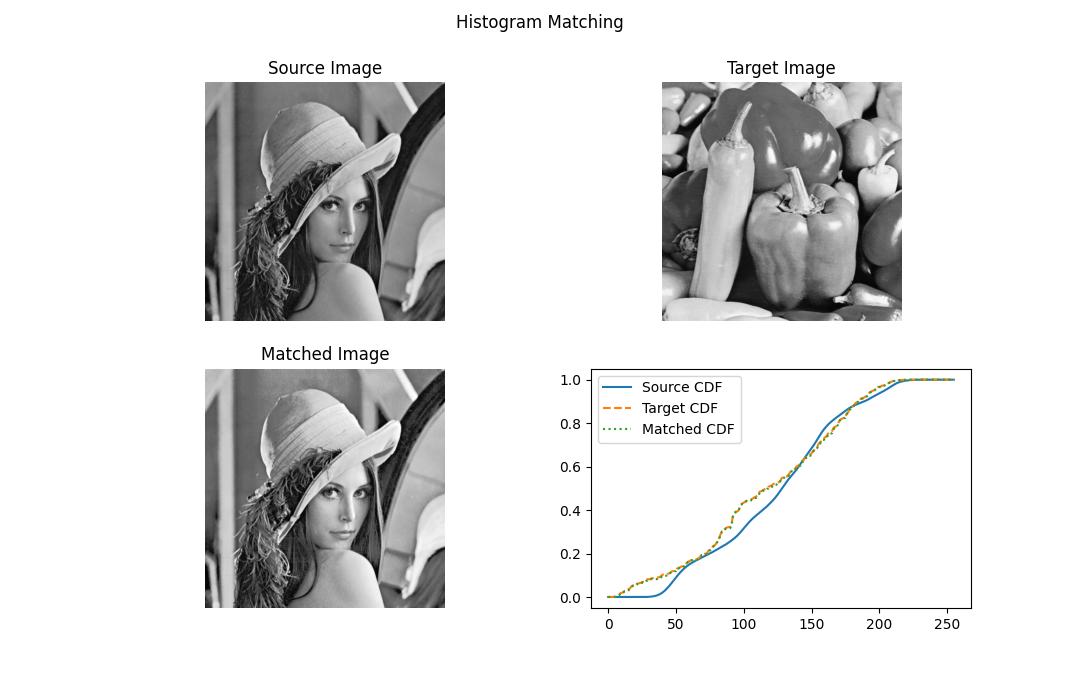 Histogram Matching
Source Image
Target Image
Matched Image
Source CDF
Target CDF
Matched CDF
1.0
0.8
0.6
0.4
0.2
0.0
0 50 100 150 200 250